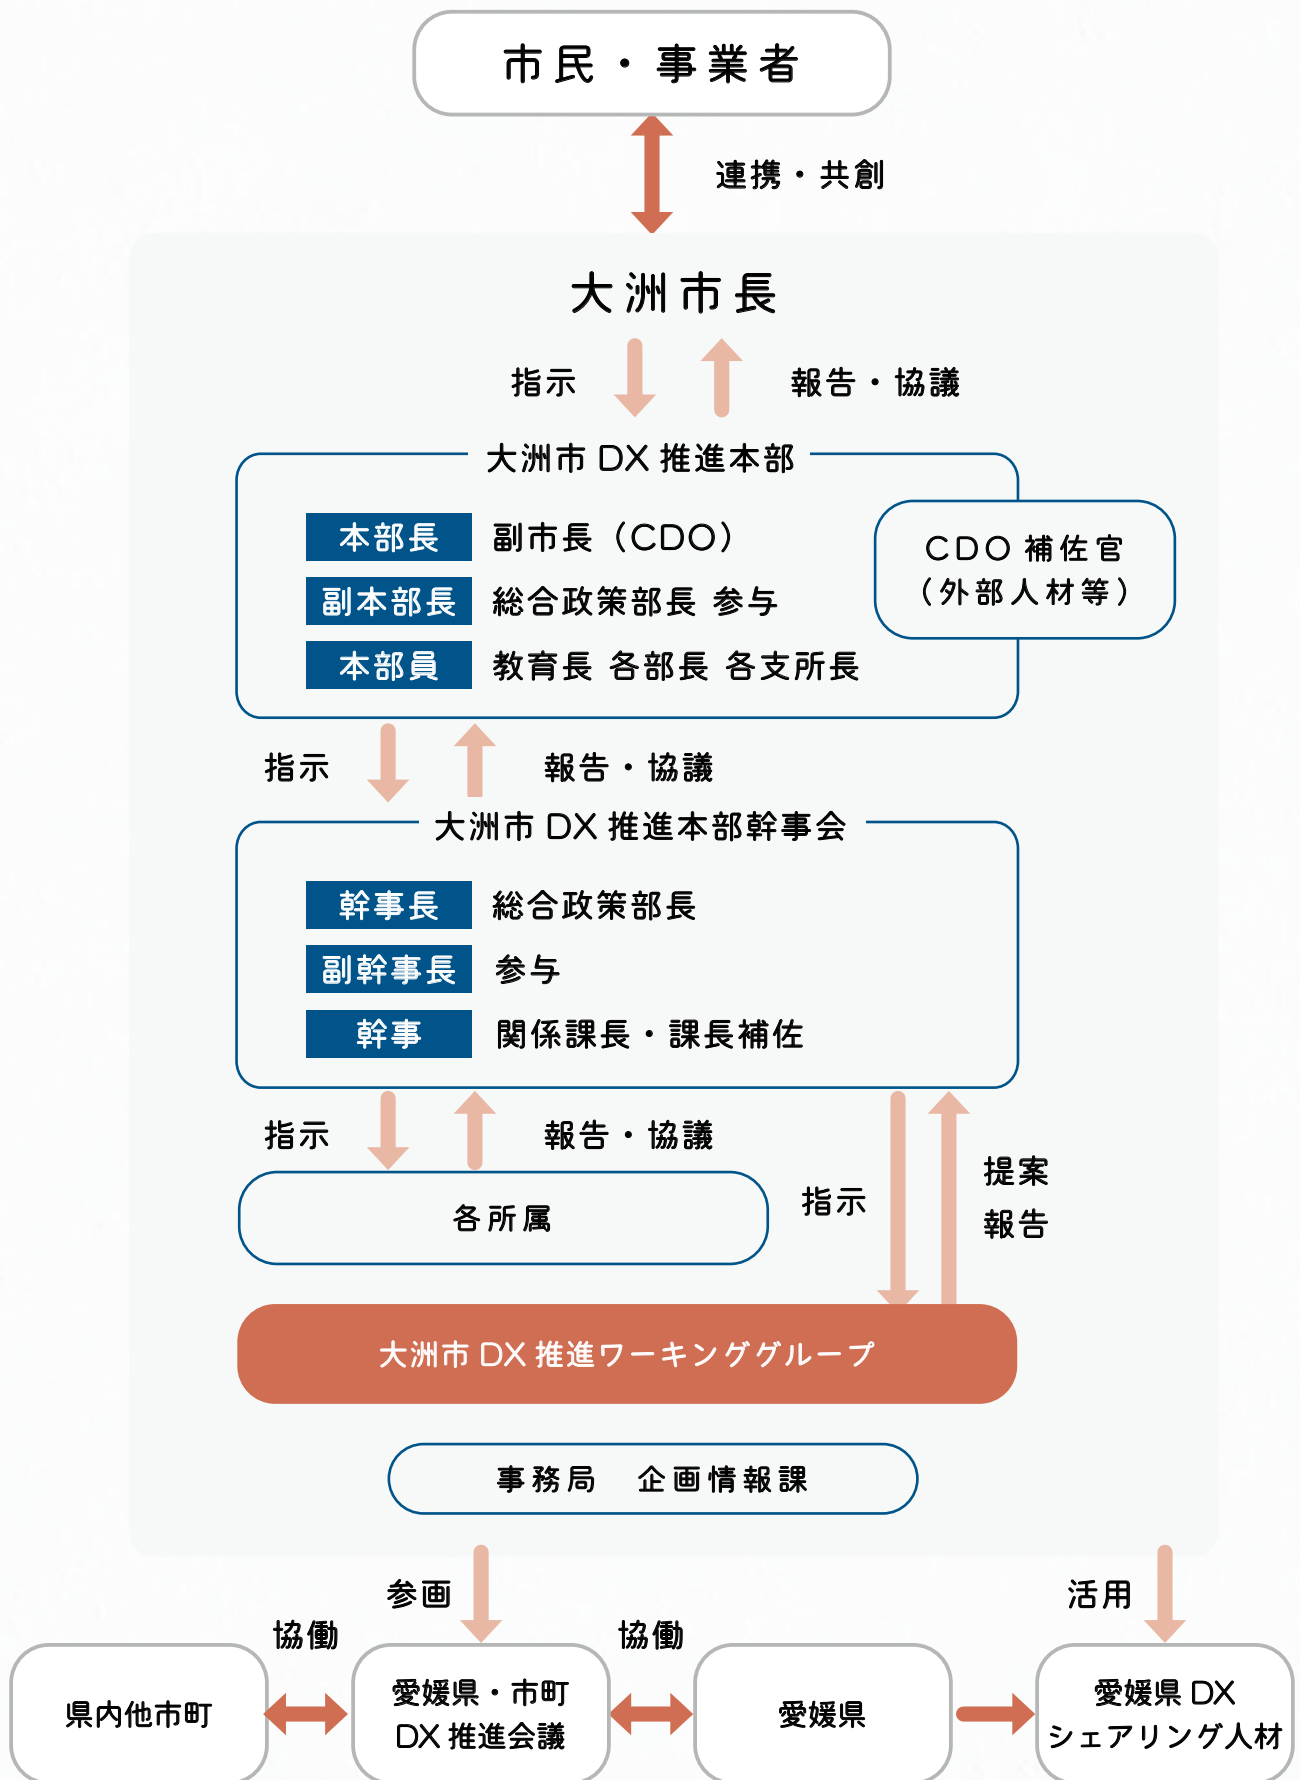 市民・事業者
連携・共創
大洲市長
指示
報告・協議
大洲市 DX 推進本部
本部長 副市長（CDO）
副本部長 総合政策部長 参与
本部員 教育長 各部長 各支所長
CDO 補佐官
（外部人材等）
指示
報告・協議
大洲市 DX 推進本部幹事会
幹事長 総合政策部長
副幹事長 参与
幹事 関係課長・課長補佐
指示
報告・協議
各所属
指示
提案
報告
大洲市 DX 推進ワーキンググループ
事務局　企画情報課
参画
活用
協働
協働
県内他市町
愛媛県・市町
DX 推進会議
愛媛県
愛媛県 DX
シェアリング人材